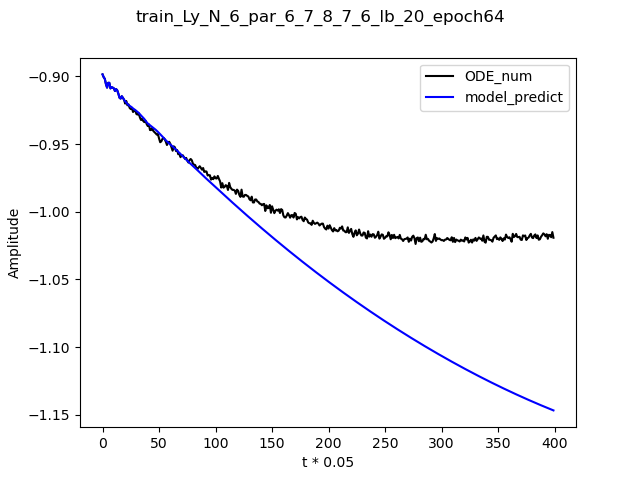 train_Ly_N_6_par_6_7_8_7_6_lb_20_epoch64
ODE_num
model_predict
−0.90
−0.95
−1.00
−1.05
−1.10
−1.15
Amplitude
0 50 100 150 200 250 300 350 400
t * 0.05